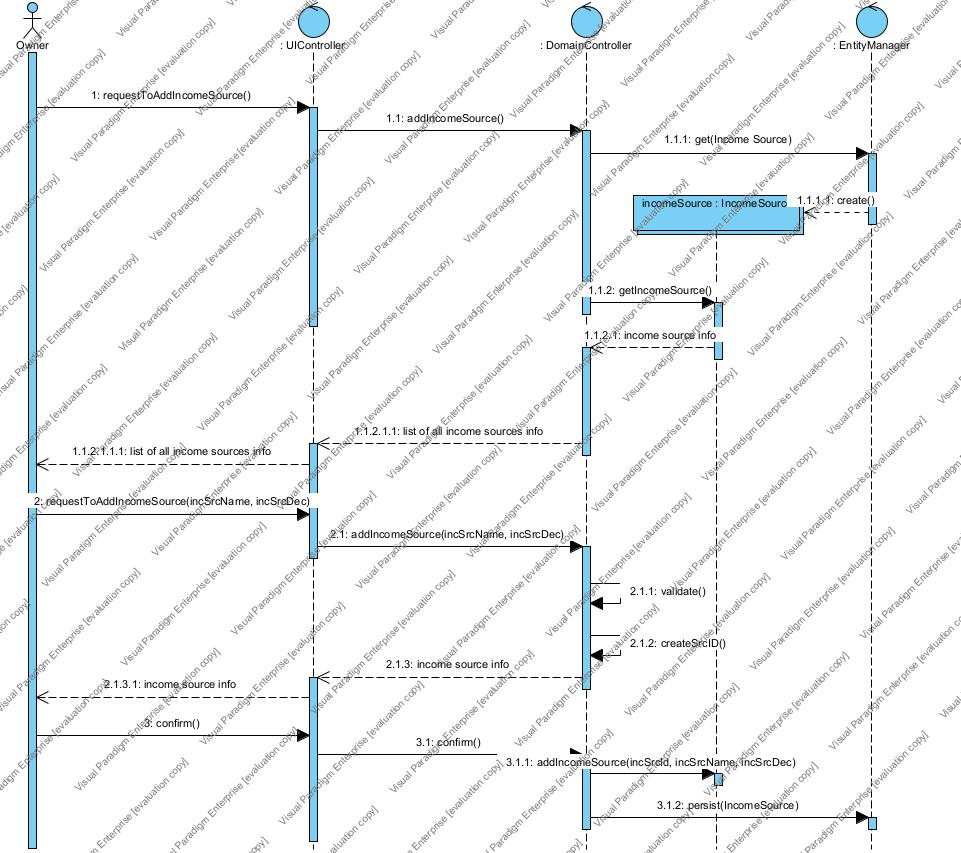 Owner
: UIController
: DomainController
: EntityManager
1: requestToAddIncomeSource()
1.1: addIncomeSource()
1.1.1: get(Income Source)
incomeSource : IncomeSourc
1.1.1.1: create()
1.1.2: getIncomeSource()
1.1.2.1: income source info
1.1.2.1.1: list of all income sources info
1.1.2.1.1.1: list of all income sources info
2: requestToAddIncomeSource(incSrcName, incSrcDec)
2.1: addIncomeSource(incSrcName, incSrcDec)
2.1.1: validate()
2.1.2: createSrcID()
2.1.3: income source info
2.1.3.1: income source info
3: confirm()
3.1: confirm()
3.1.1: addIncomeSource(incSrcId, incSrcName, incSrcDec)
3.1.2: persist(IncomeSource)
Visual Paradigm Enterprise [evaluation copy]